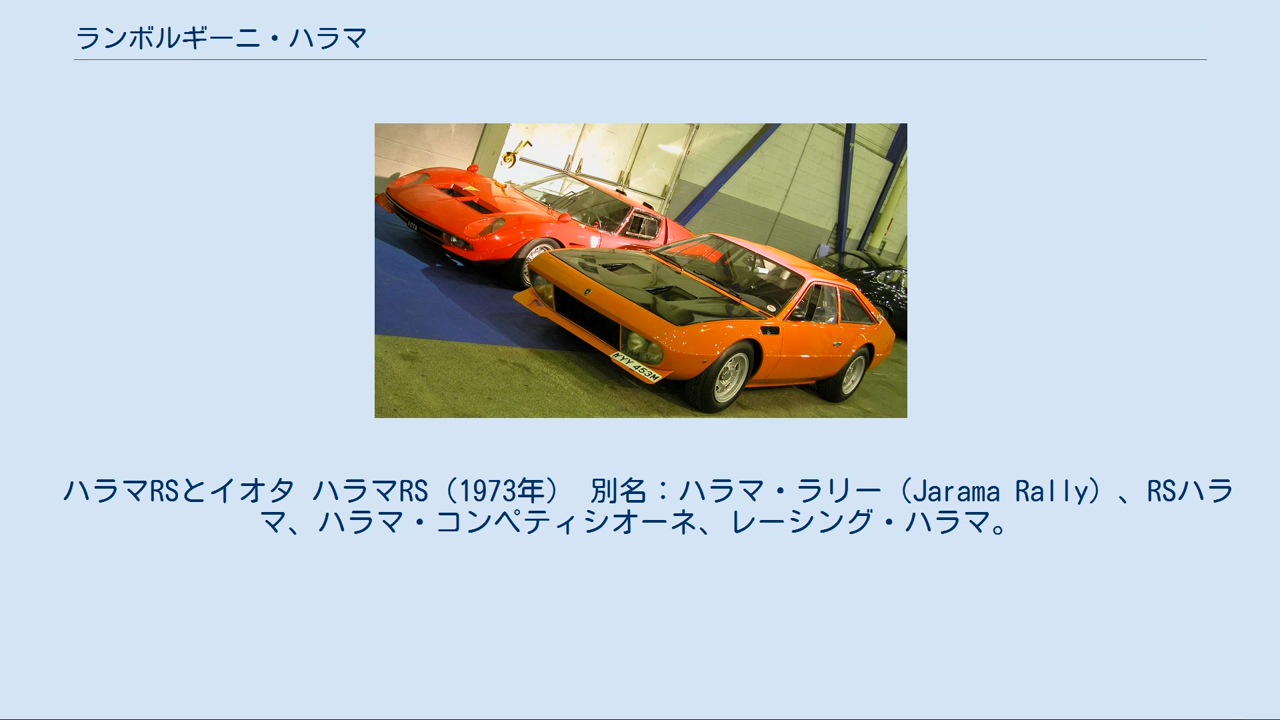 ランボルギーニ・ハラマ
MYY 453M
ハラマRSとイオタ ハラマRS（1973年） 別名：ハラマ・ラリー（Jarama Rally）、RSハラ
マ、ハラマ・コンペティシオーネ、レーシング・ハラマ。